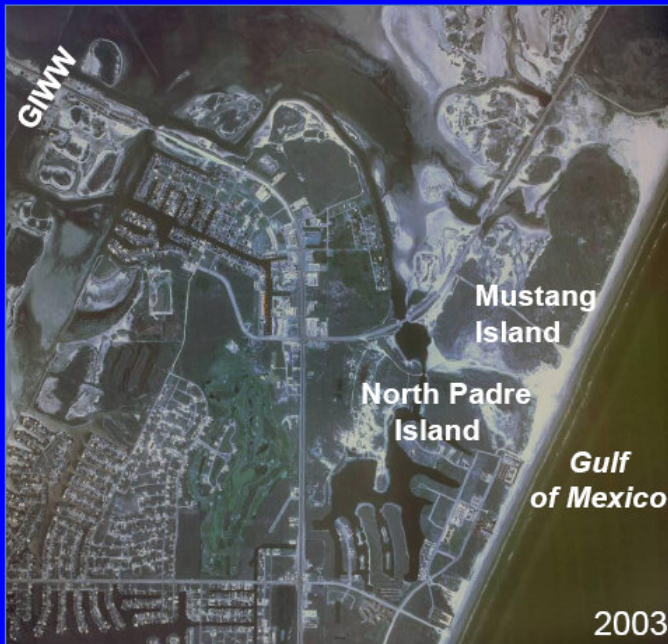 GIWW
Mustang
Island
North Padre
Island
Gulf
of Mexico
2003